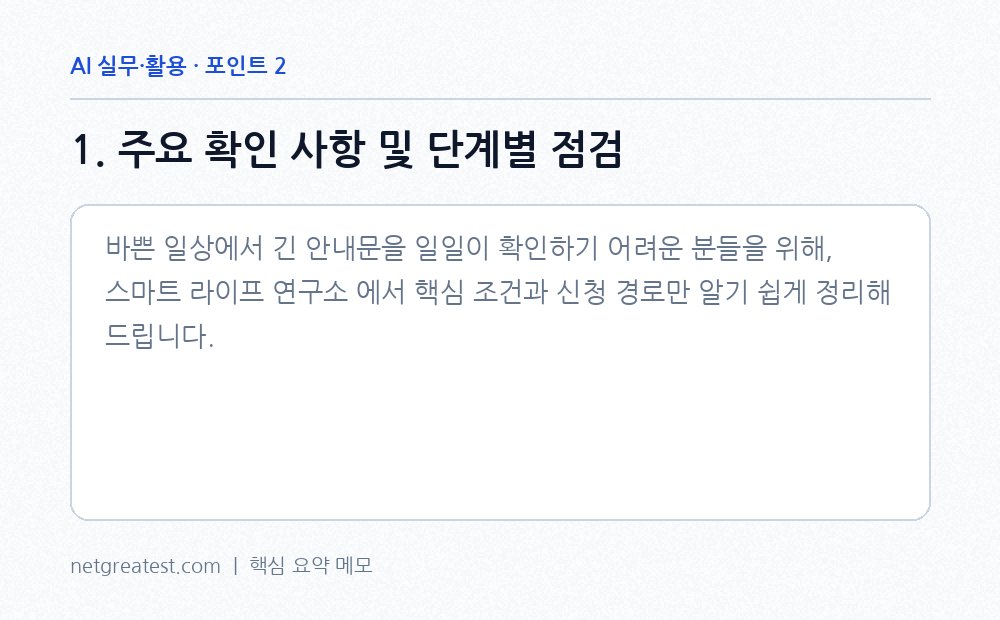 AI 실무·활용 · 포인트 2
1. 주요 확인 사항 및 단계별 점검
바쁜 일상에서 긴 안내문을 일일이 확인하기 어려운 분들을 위해,
스마트 라이프 연구소 에서 핵심 조건과 신청 경로만 알기 쉽게 정리해
드립니다.
netgreatest.com | 핵심 요약 메모